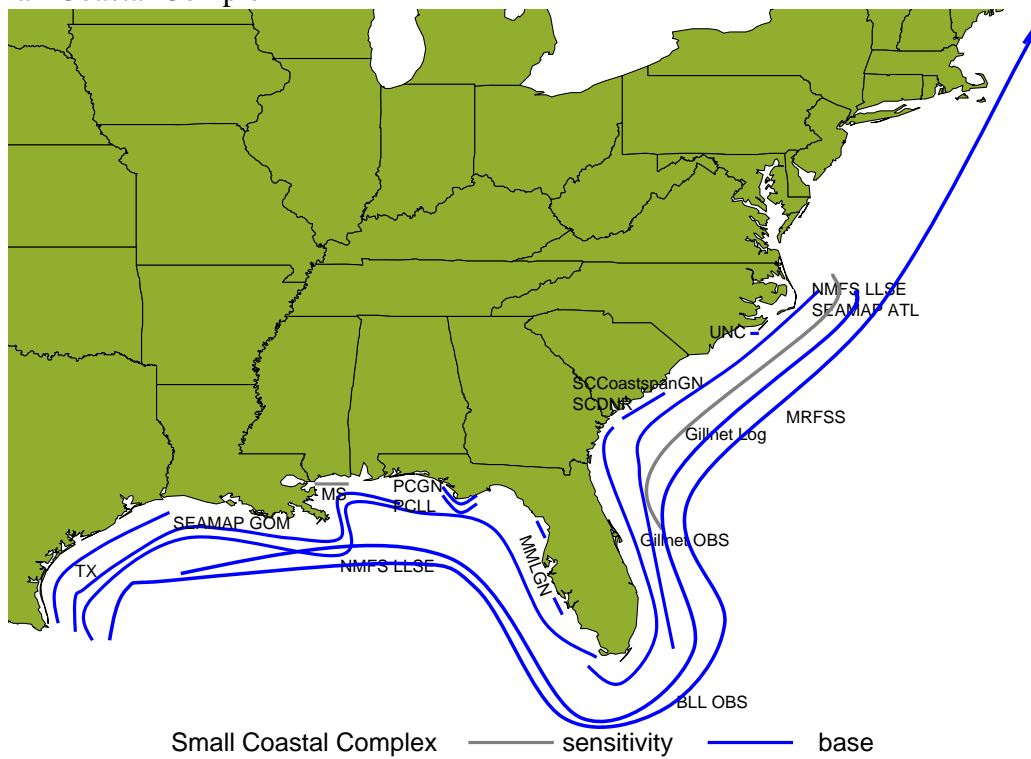 NMFS LLSE
SEAMAP ATL
UNC
SCCoastspanGN
SCDNR
MRFSS
Gillnet Log
PCGN
MS
PCLL
SEAMAP GOM
Gillnet OBS
MMLGN
NMFS LLSE
TX
BLL OBS
Small Coastal Complex sensitivity base